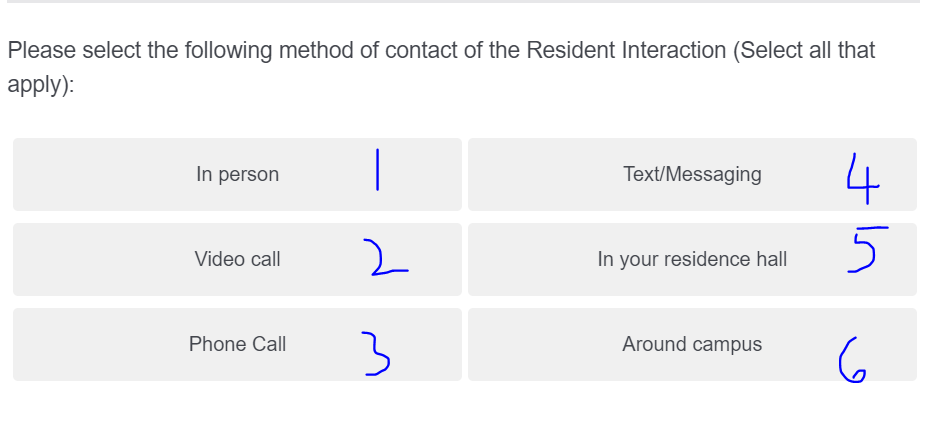 Please select the following method of contact of the Resident Interaction (Select all that
apply):
In person 1
Text/Messaging 4
Video call 2
In your residence hall 5
Phone Call 3
Around campus 6